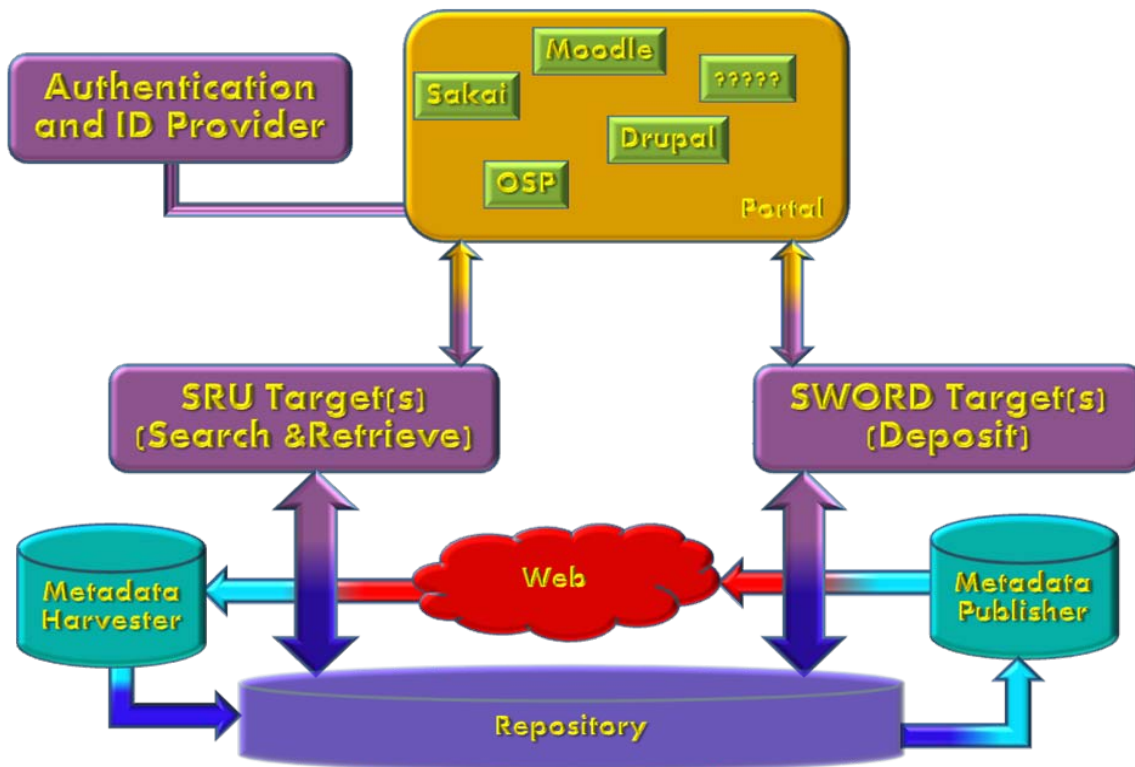 Authentication
and ID Provider
Moodle
Sakai
?????
Drupal
OSP
Portal
SRU Target(s)
(Search &Retrieve)
SWORD Target(s)
(Deposit)
Metadata
Harvester
Web
Metadata
Publisher
Repository